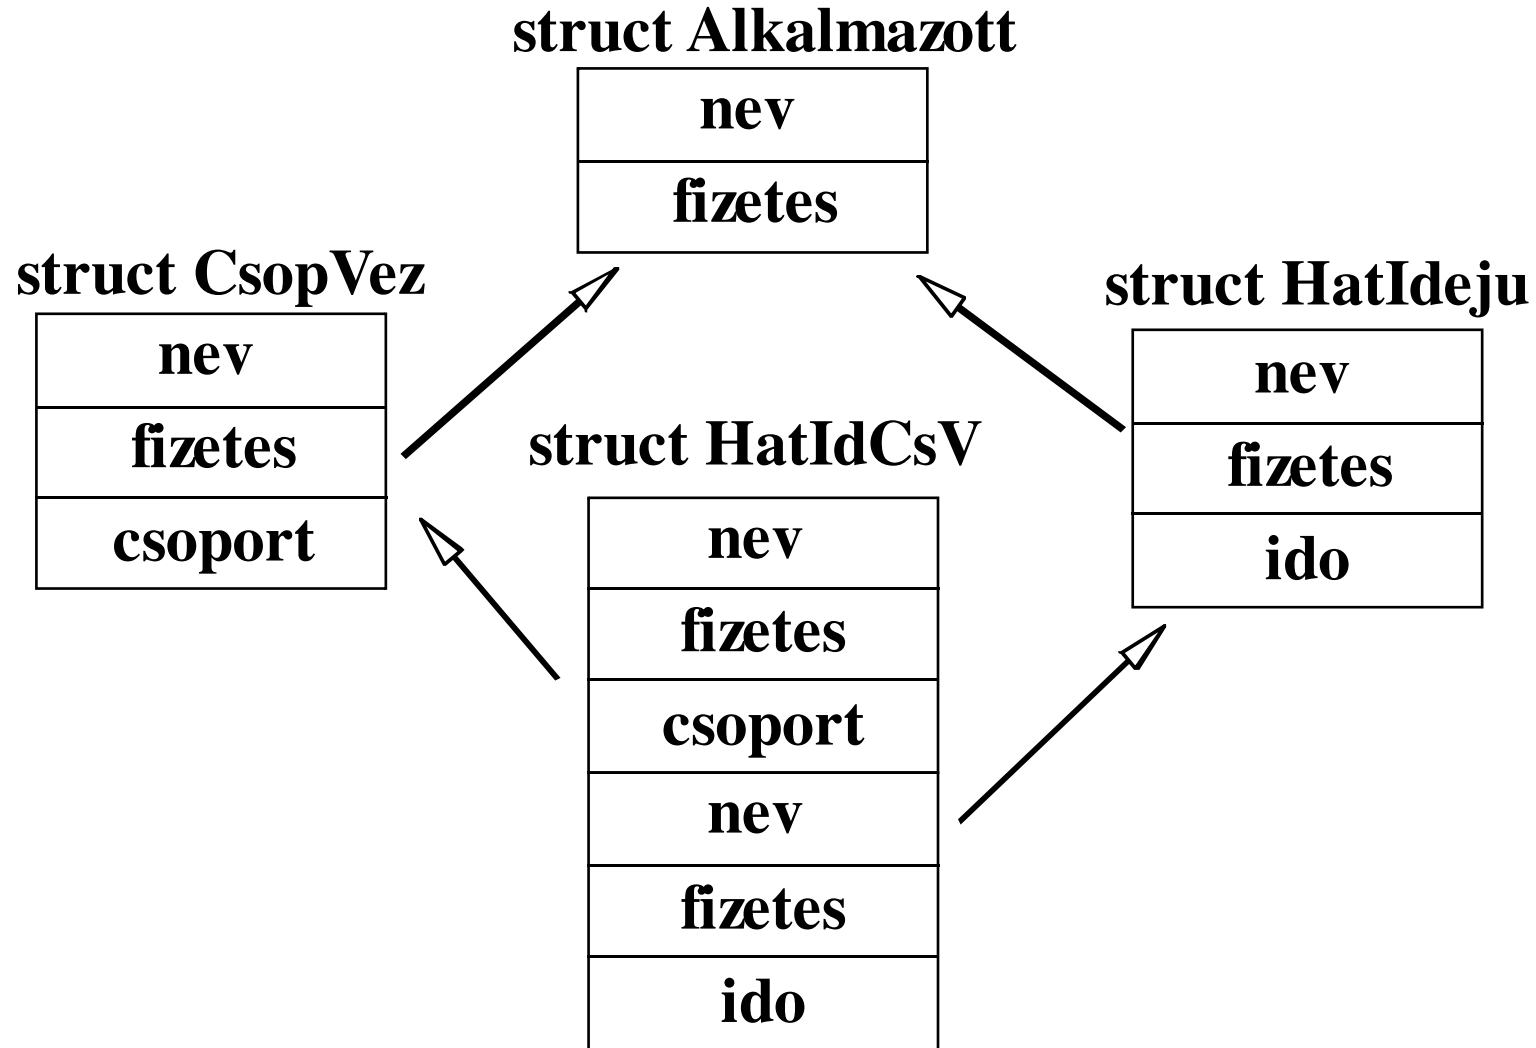 struct Alkalmazott
nev
fizetes
struct CsopVez
nev
fizetes
csoport
struct HatIdeju
nev
fizetes
ido
struct HatIdCsV
nev
fizetes
csoport
nev
fizetes
ido